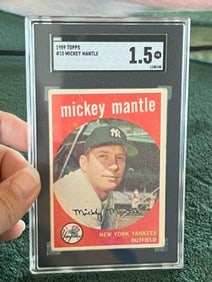 1959 TOPPS
#10 MICKEY MANTLE
1.5
mickey mantle
NEW YORK YANKEES
OUTFIELD